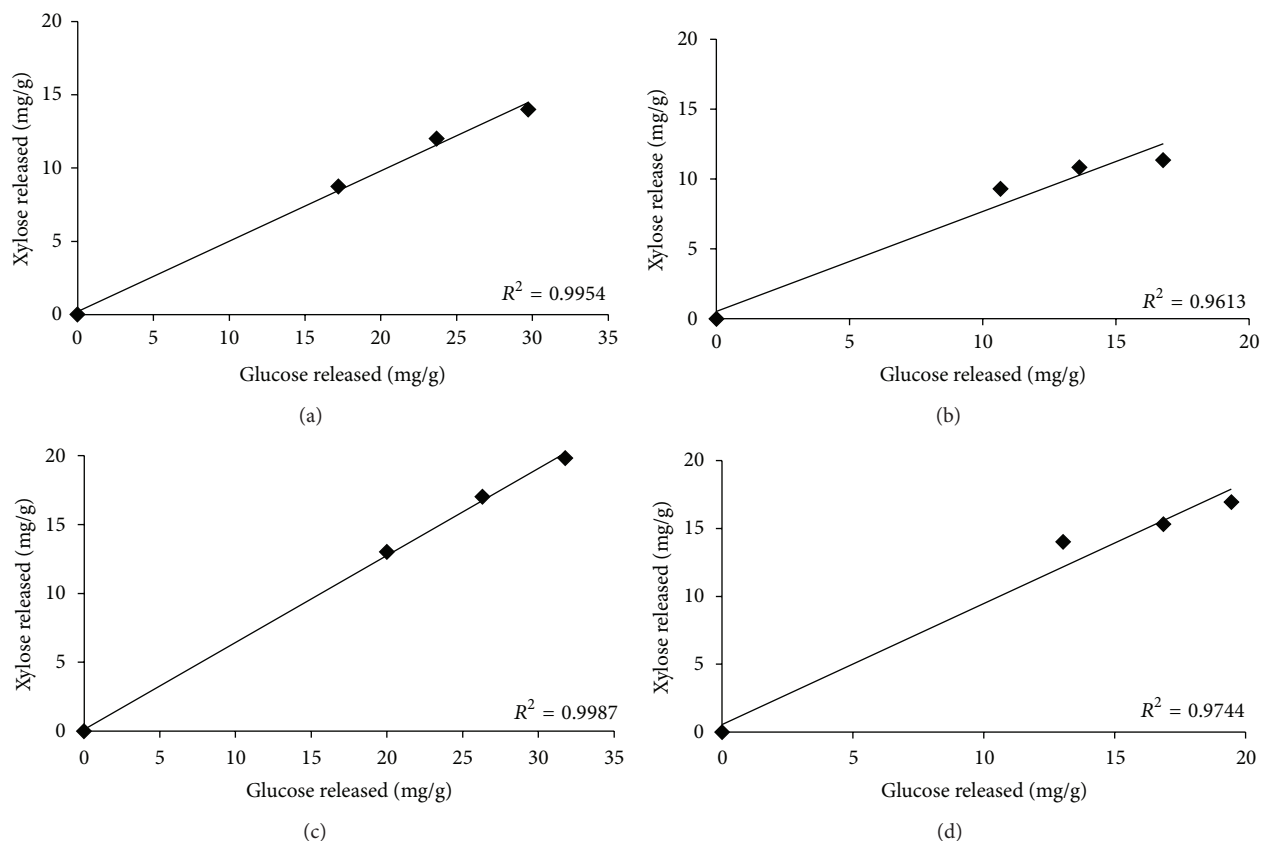 20
15
10
5
0
Xylose released (mg/g)
R² = 0.9954
0 5 10 15 20 25 30 35
Glucose released (mg/g)
(a)
20
15
10
5
0
Xylose release (mg/g)
R² = 0.9613
0 5 10 15 20
Glucose released (mg/g)
(b)
20
15
10
5
0
Xylose released (mg/g)
R² = 0.9987
0 5 10 15 20 25 30 35
Glucose released (mg/g)
(c)
20
15
10
5
0
Xylose released (mg/g)
R² = 0.9744
0 5 10 15 20
Glucose released (mg/g)
(d)